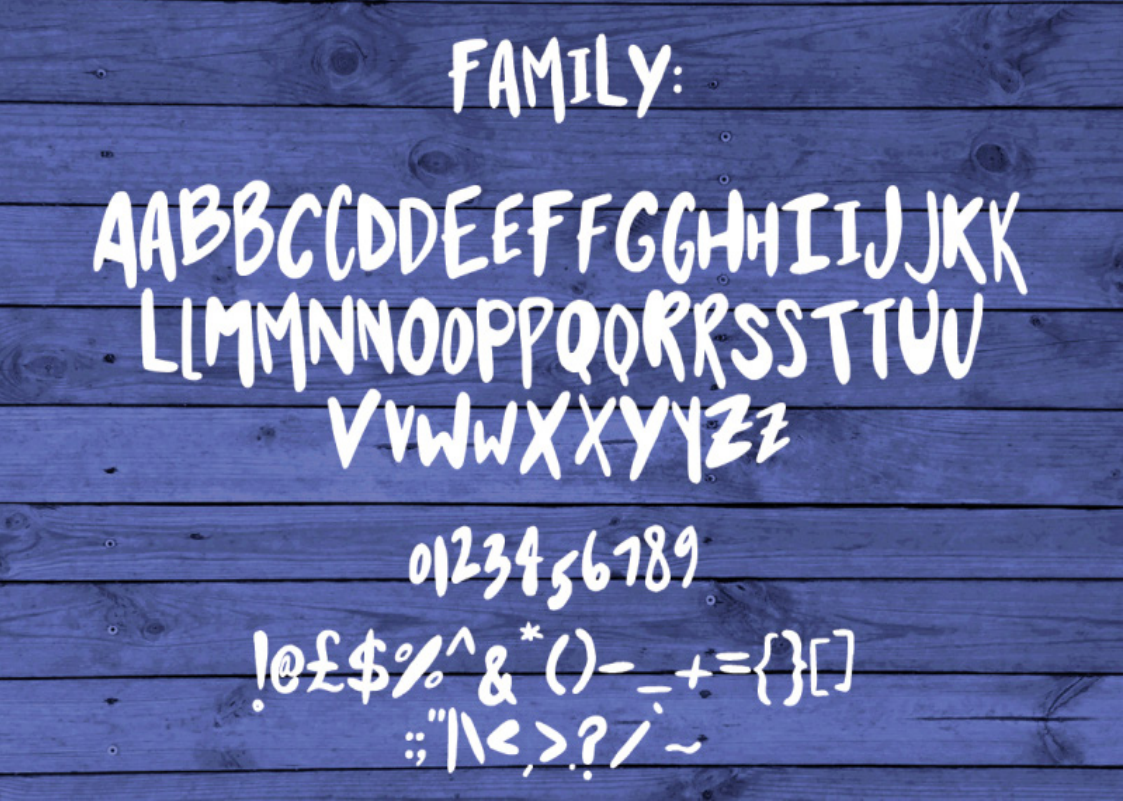 FAMILY:
AABBCCDDEEFFGGHHIIJJKK
LLMMNNOOPPQQRRSSTTUU
VVWWXXYYZZ
0123456789
!@£$%^&*()-_+={}[]
:;"|\<,>.?/`~